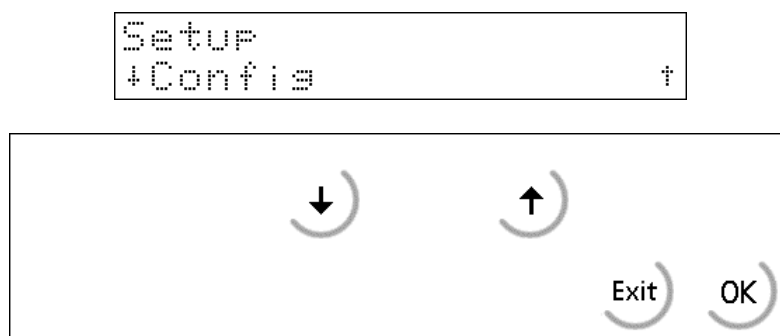 Setup
↓Config ↑
↓ ↑
Exit OK